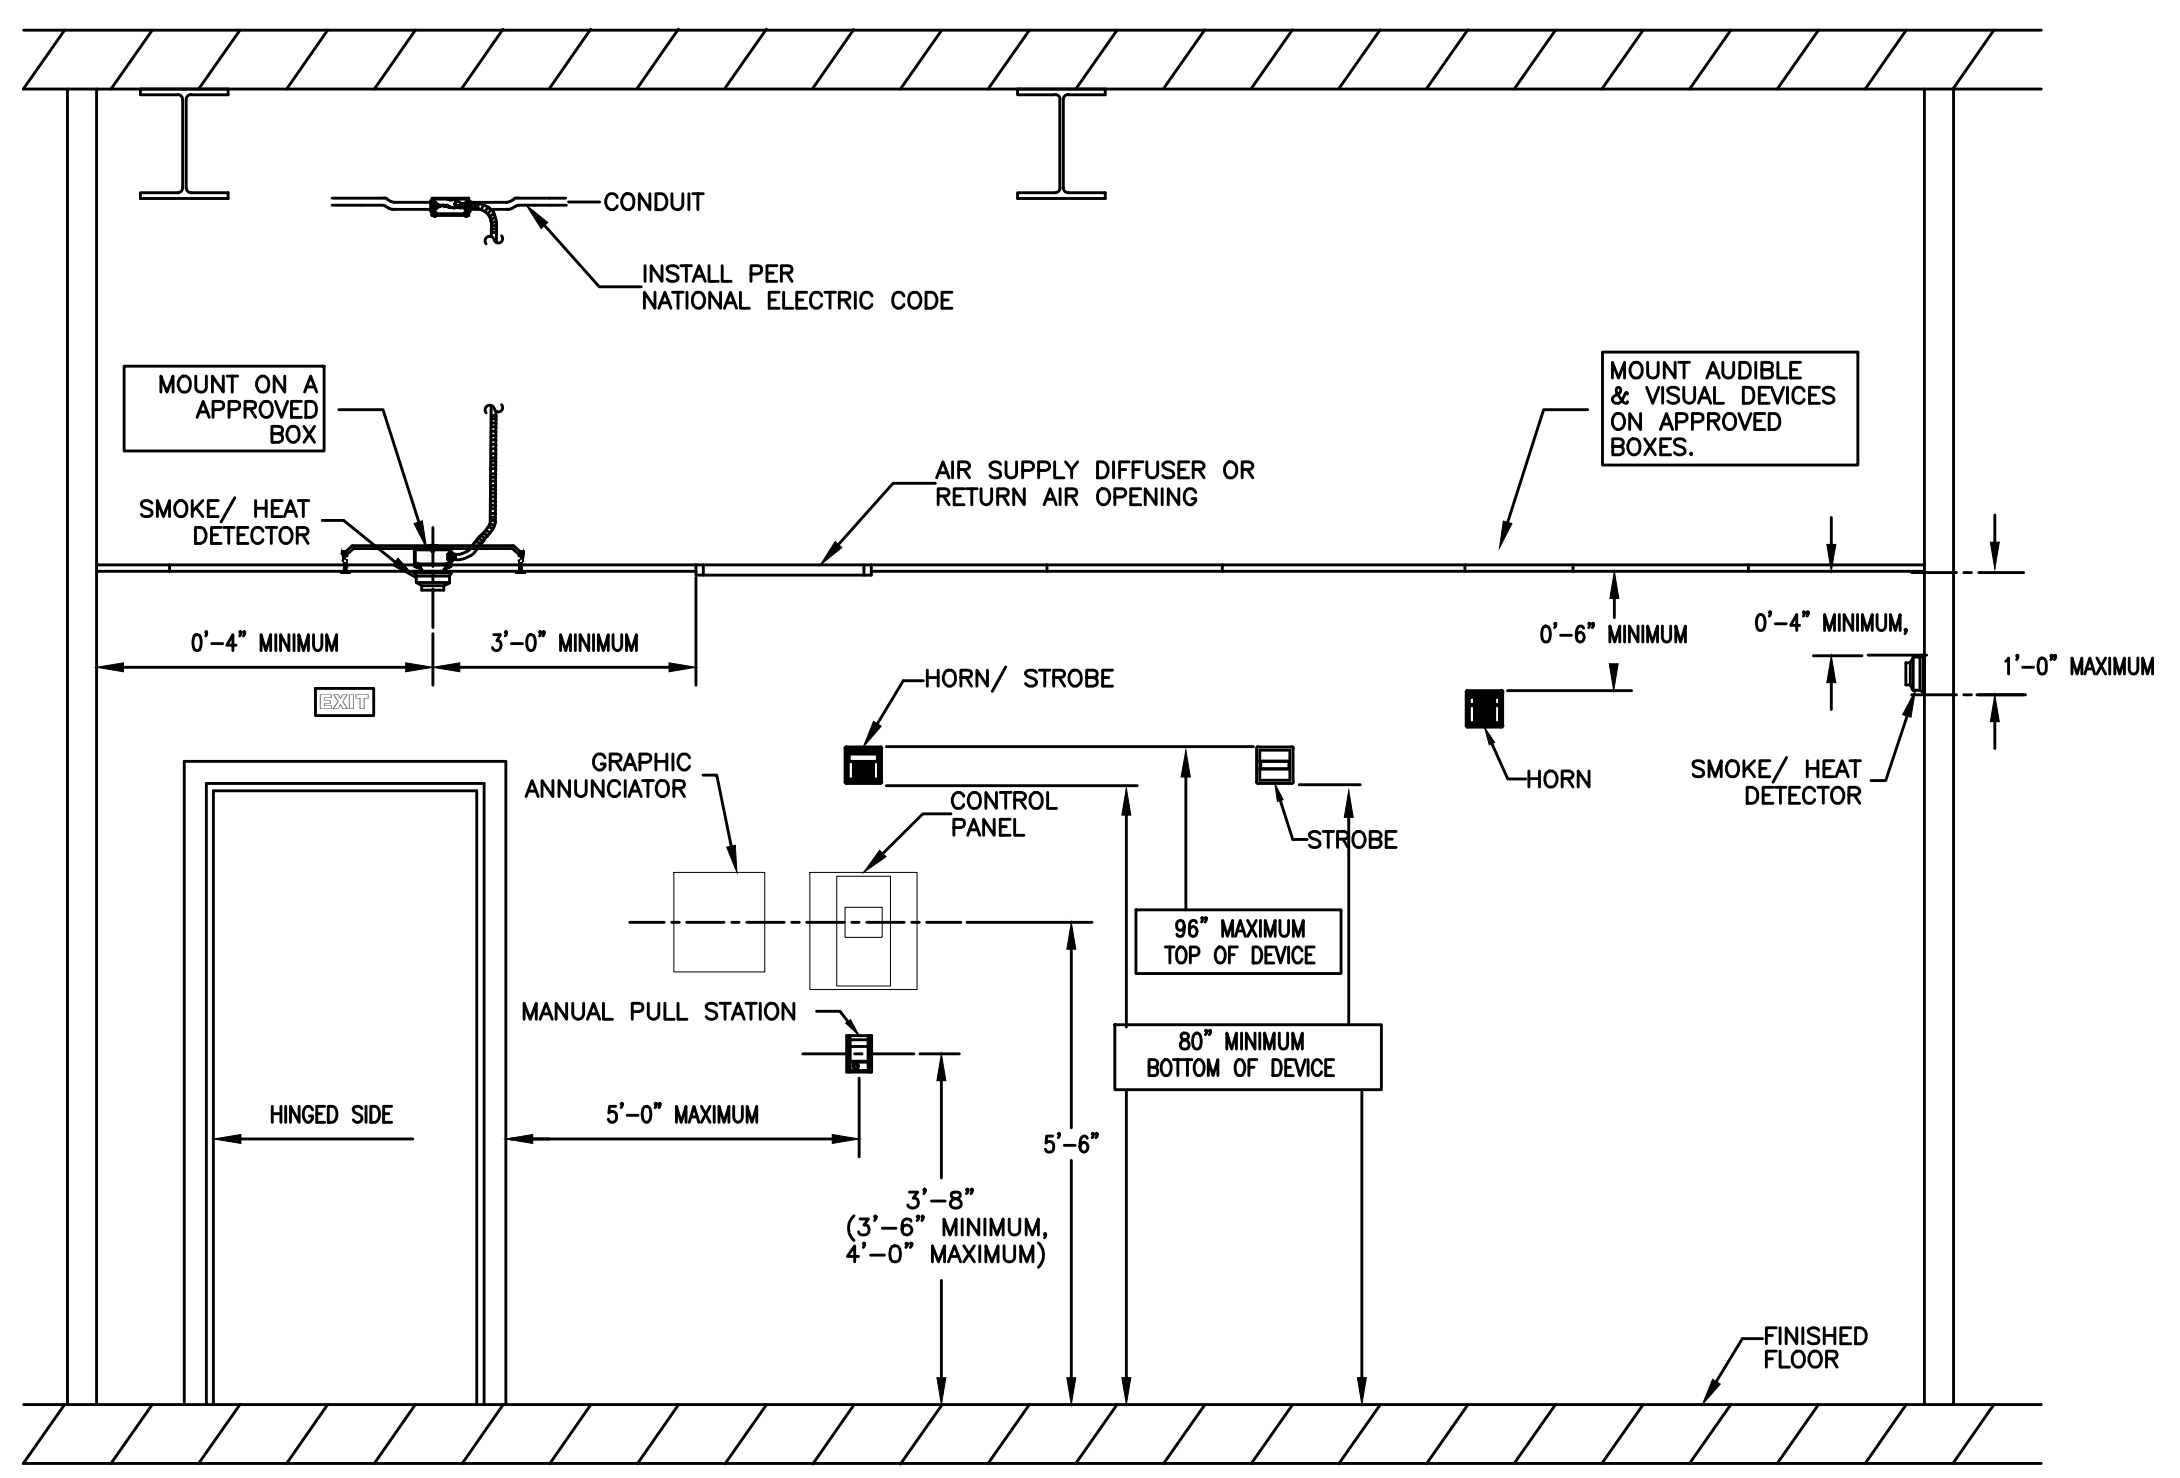 CONDUIT
INSTALL PER
NATIONAL ELECTRIC CODE
MOUNT ON A
APPROVED
BOX
MOUNT AUDIBLE
& VISUAL DEVICES
ON APPROVED
BOXES.
AIR SUPPLY DIFFUSER OR
RETURN AIR OPENING
SMOKE/ HEAT
DETECTOR
0'-4" MINIMUM
3'-0" MINIMUM
0'-6" MINIMUM
0'-4" MINIMUM,
1'-0" MAXIMUM
EXIT
HORN/ STROBE
GRAPHIC
ANNUNCIATOR
CONTROL
PANEL
STROBE
HORN
SMOKE/ HEAT
DETECTOR
96" MAXIMUM
TOP OF DEVICE
MANUAL PULL STATION
80" MINIMUM
BOTTOM OF DEVICE
HINGED SIDE
5'-0" MAXIMUM
5'-6"
3'-8"
(3'-6" MINIMUM,
4'-0" MAXIMUM)
FINISHED
FLOOR